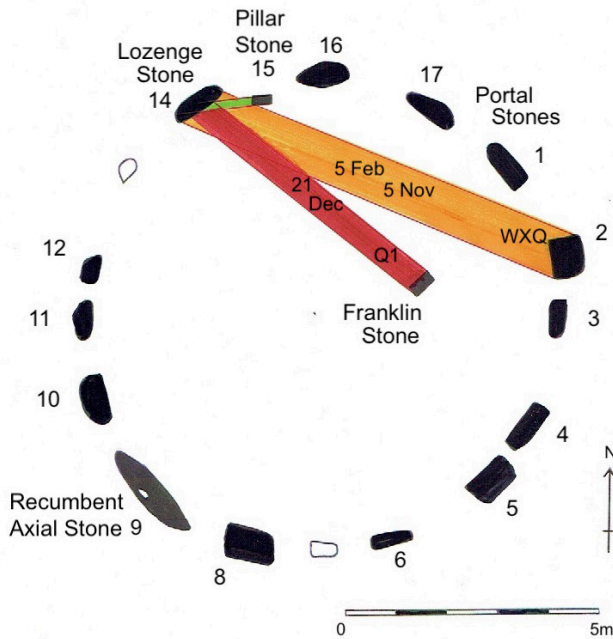 Pillar
Stone
15
16
Lozenge
Stone
14
17
Portal
Stones
1
5 Feb
5 Nov
21
Dec
WXQ
2
Q1
12
11
Franklin
Stone
3
10
4
N
Recumbent
Axial Stone 9
5
8
6
0
5m